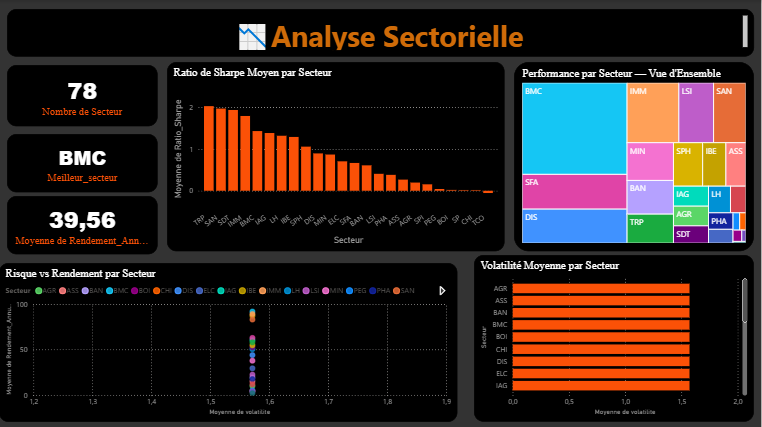 📉 Analyse Sectorielle
78
Nombre de Secteur
BMC
Meilleur_secteur
39,56
Moyenne de Rendement_Ann...
Ratio de Sharpe Moyen par Secteur
Moyenne de Ratio_Sharpe
2
1
0
TRP SAN SDT IMM BMC IAG LH IBE SPH DIS MIN ELC SFA BAN LSI PHA ASS AGR SPI PEG BOI SP CHI TCO
Secteur
Performance par Secteur — Vue d'Ensemble
BMC IMM LSI SAN
MIN SPH IBE ASS
SFA BAN IAG LH
DIS TRP AGR PHA
SDT
Risque vs Rendement par Secteur
Secteur AGR ASS BAN BMC BOI CHI DIS ELC IAG IBE IMM LH LSI MIN PEG PHA SAN
Moyenne de Rendement_Annu...
100
50
0
1,2 1,3 1,4 1,5 1,6 1,7 1,8 1,9
Moyenne de volatilite
Volatilité Moyenne par Secteur
Secteur
AGR
ASS
BAN
BMC
BOI
CHI
DIS
ELC
IAG
0,0 0,5 1,0 1,5 2,0
Moyenne de volatilite